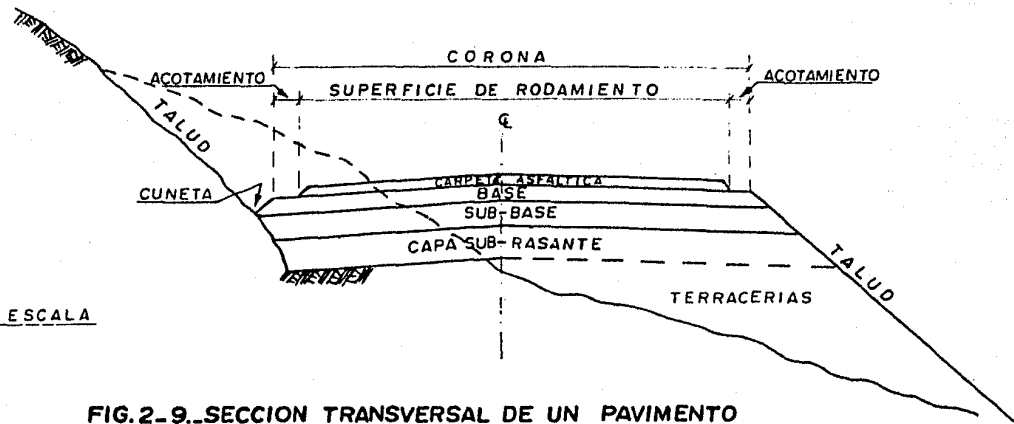 CORONA
ACOTAMIENTO
ACOTAMIENTO
SUPERFICIE DE RODAMIENTO
℄
TALUD
CUNETA
CARPETA ASFALTICA
BASE
SUB-BASE
CAPA SUB-RASANTE
TALUD
TERRACERIAS
ESCALA
FIG. 2-9._SECCION TRANSVERSAL DE UN PAVIMENTO